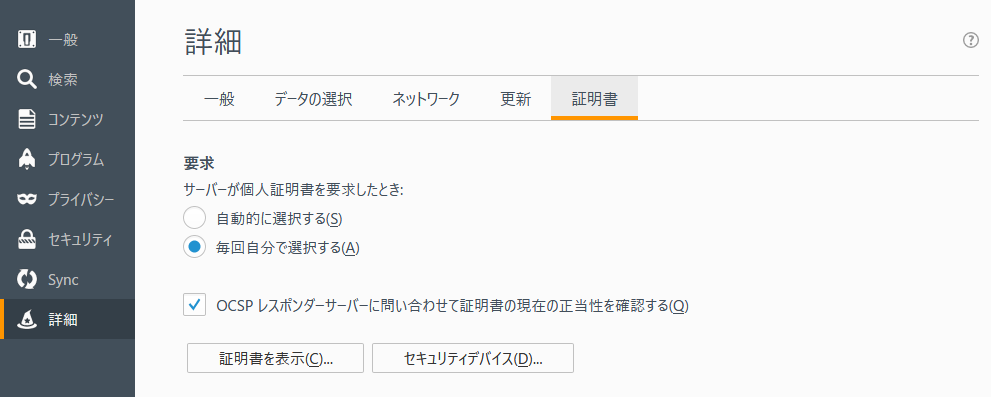 一般
検索
コンテンツ
プログラム
プライバシー
セキュリティ
Sync
詳細
詳細
?
一般 データの選択 ネットワーク 更新 証明書
要求
サーバーが個人証明書を要求したとき:
自動的に選択する(S)
毎回自分で選択する(A)
OCSP レスポンダーサーバーに問い合わせて証明書の現在の正当性を確認する(Q)
証明書を表示(C)... セキュリティデバイス(D)...